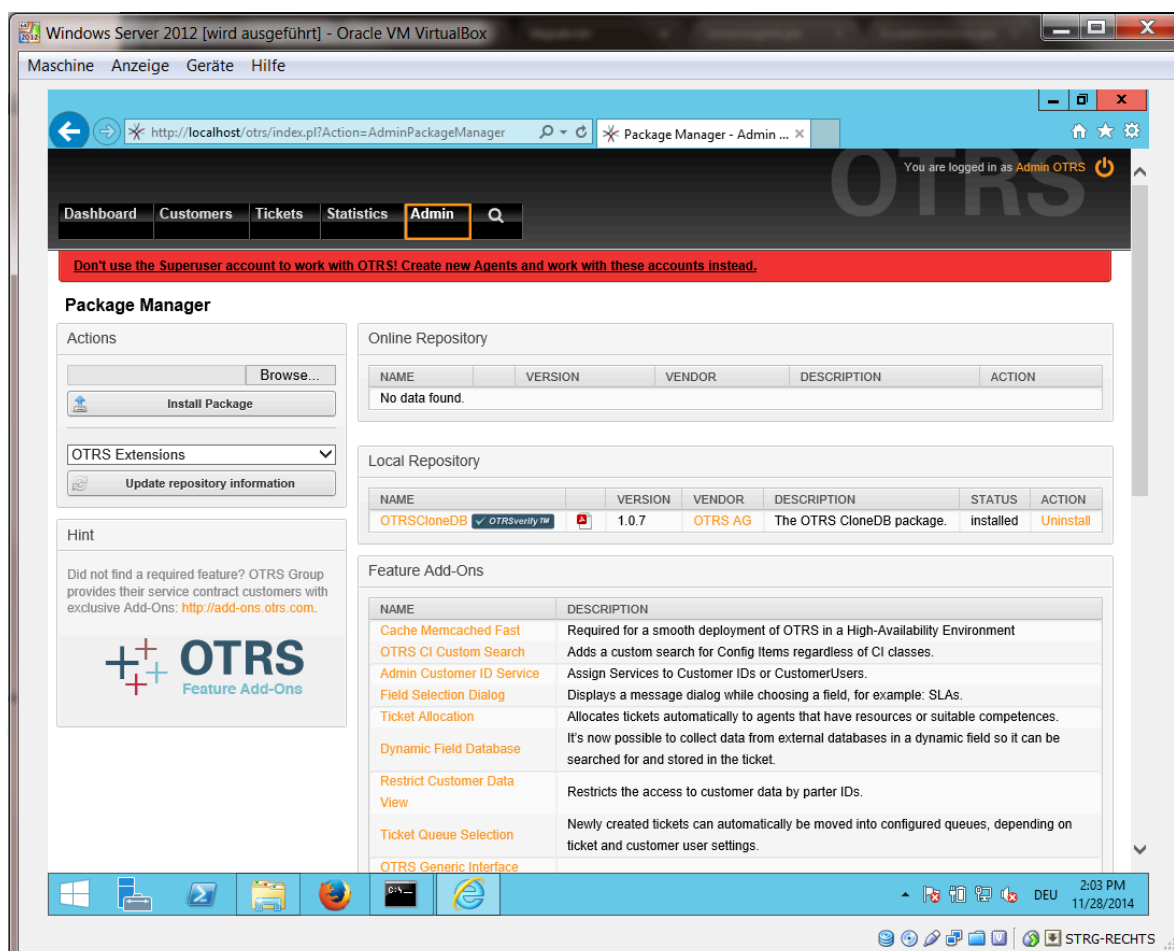 Windows Server 2012 [wird ausgeführt] - Oracle VM VirtualBox
Maschine Anzeige Geräte Hilfe
http://localhost/otrs/index.pl?Action=AdminPackageManager
Package Manager - Admin ...
OTRS
You are logged in as Admin OTRS
Dashboard Customers Tickets Statistics Admin
Don't use the Superuser account to work with OTRS! Create new Agents and work with these accounts instead.
Package Manager
Actions
Browse...
Install Package
OTRS Extensions
Update repository information
Hint
Did not find a required feature? OTRS Group
provides their service contract customers with
exclusive Add-Ons: http://add-ons.otrs.com.
OTRS
Feature Add-Ons
Online Repository
NAME VERSION VENDOR DESCRIPTION ACTION
No data found.
Local Repository
NAME VERSION VENDOR DESCRIPTION STATUS ACTION
OTRSCloneDB OTRSverify™ 1.0.7 OTRS AG The OTRS CloneDB package. installed Uninstall
Feature Add-Ons
NAME DESCRIPTION
Cache Memcached Fast Required for a smooth deployment of OTRS in a High-Availability Environment
OTRS CI Custom Search Adds a custom search for Config Items regardless of CI classes.
Admin Customer ID Service Assign Services to Customer IDs or CustomerUsers.
Field Selection Dialog Displays a message dialog while choosing a field, for example: SLAs.
Ticket Allocation Allocates tickets automatically to agents that have resources or suitable competences.
Dynamic Field Database It's now possible to collect data from external databases in a dynamic field so it can be
searched for and stored in the ticket.
Restrict Customer Data
View
Restricts the access to customer data by parter IDs.
Ticket Queue Selection Newly created tickets can automatically be moved into configured queues, depending on
ticket and customer user settings.
OTRS Generic Interface
C:\_
DEU
2:03 PM
11/28/2014
STRG-RECHTS